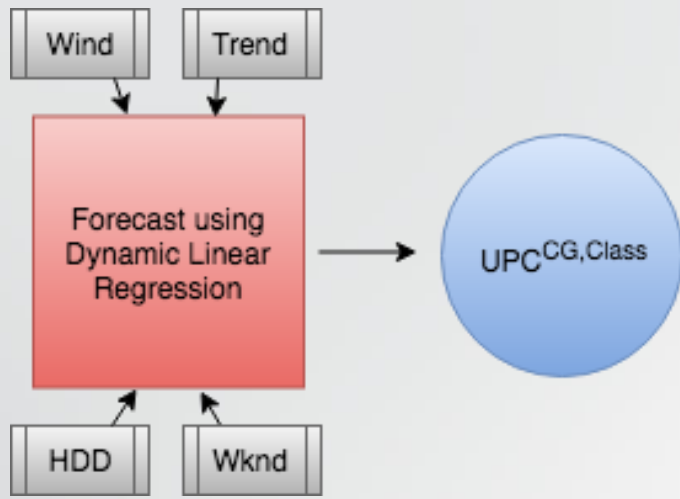 Wind
Trend
Forecast using
Dynamic Linear
Regression
UPC^CG,Class
HDD
Wknd